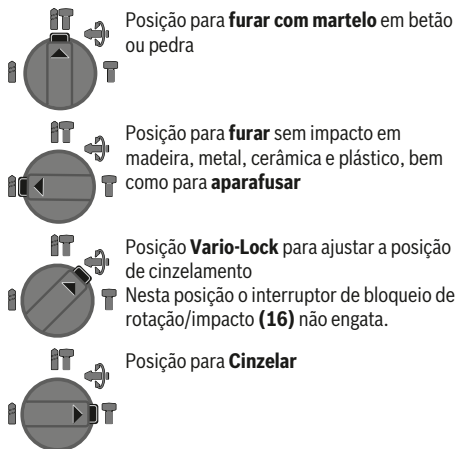 Posição para furar com martelo em betão
ou pedra
Posição para furar sem impacto em
madeira, metal, cerâmica e plástico, bem
como para aparafusar
Posição Vario-Lock para ajustar a posição
de cinzelamento
Nesta posição o interruptor de bloqueio de
rotação/impacto (16) não engata.
Posição para Cinzelar